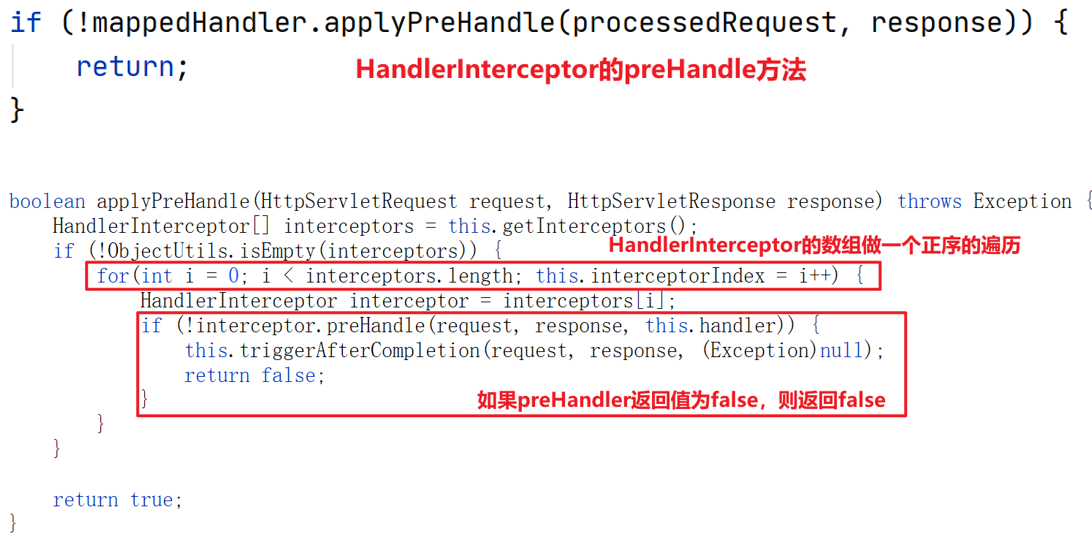 if (!mappedHandler.applyPreHandle(processedRequest, response)) {
return;
HandlerInterceptor的preHandle方法
}
boolean applyPreHandle(HttpServletRequest request, HttpServletResponse response) throws Exception {
HandlerInterceptor[] interceptors = this.getInterceptors();
if (!ObjectUtils.isEmpty(interceptors)) {
HandlerInterceptor的数组做一个正序的遍历
for(int i = 0; i < interceptors.length; this.interceptorIndex = i++) {
HandlerInterceptor interceptor = interceptors[i];
if (!interceptor.preHandle(request, response, this.handler)) {
this.triggerAfterCompletion(request, response, (Exception)null);
return false;
}
如果preHandler返回值为false，则返回false
}
}
return true;
}